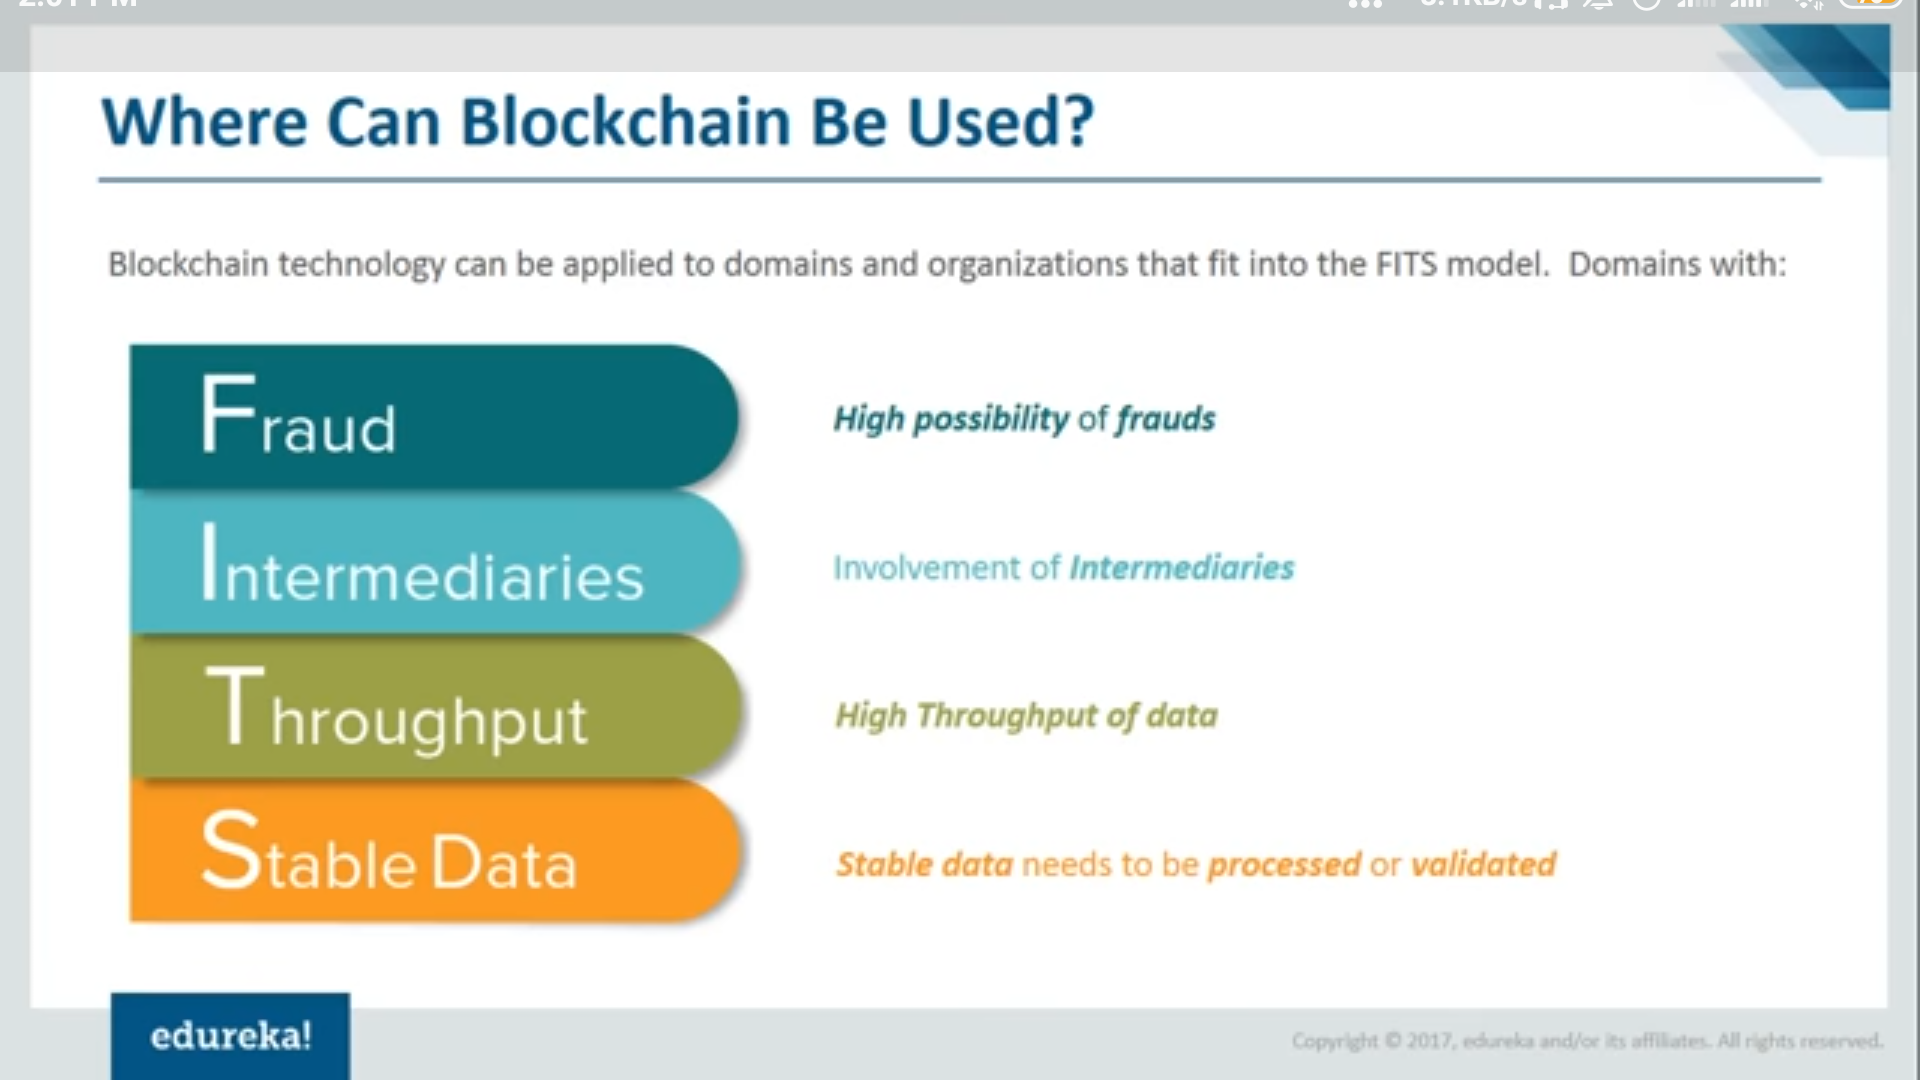 Where Can Blockchain Be Used?
Blockchain technology can be applied to domains and organizations that fit into the FITS model. Domains with:
Fraud
High possibility of frauds
Intermediaries
Involvement of Intermediaries
Throughput
High Throughput of data
Stable Data
Stable data needs to be processed or validated
edureka!
Copyright © 2017, edureka and/or its affiliates. All rights reserved.